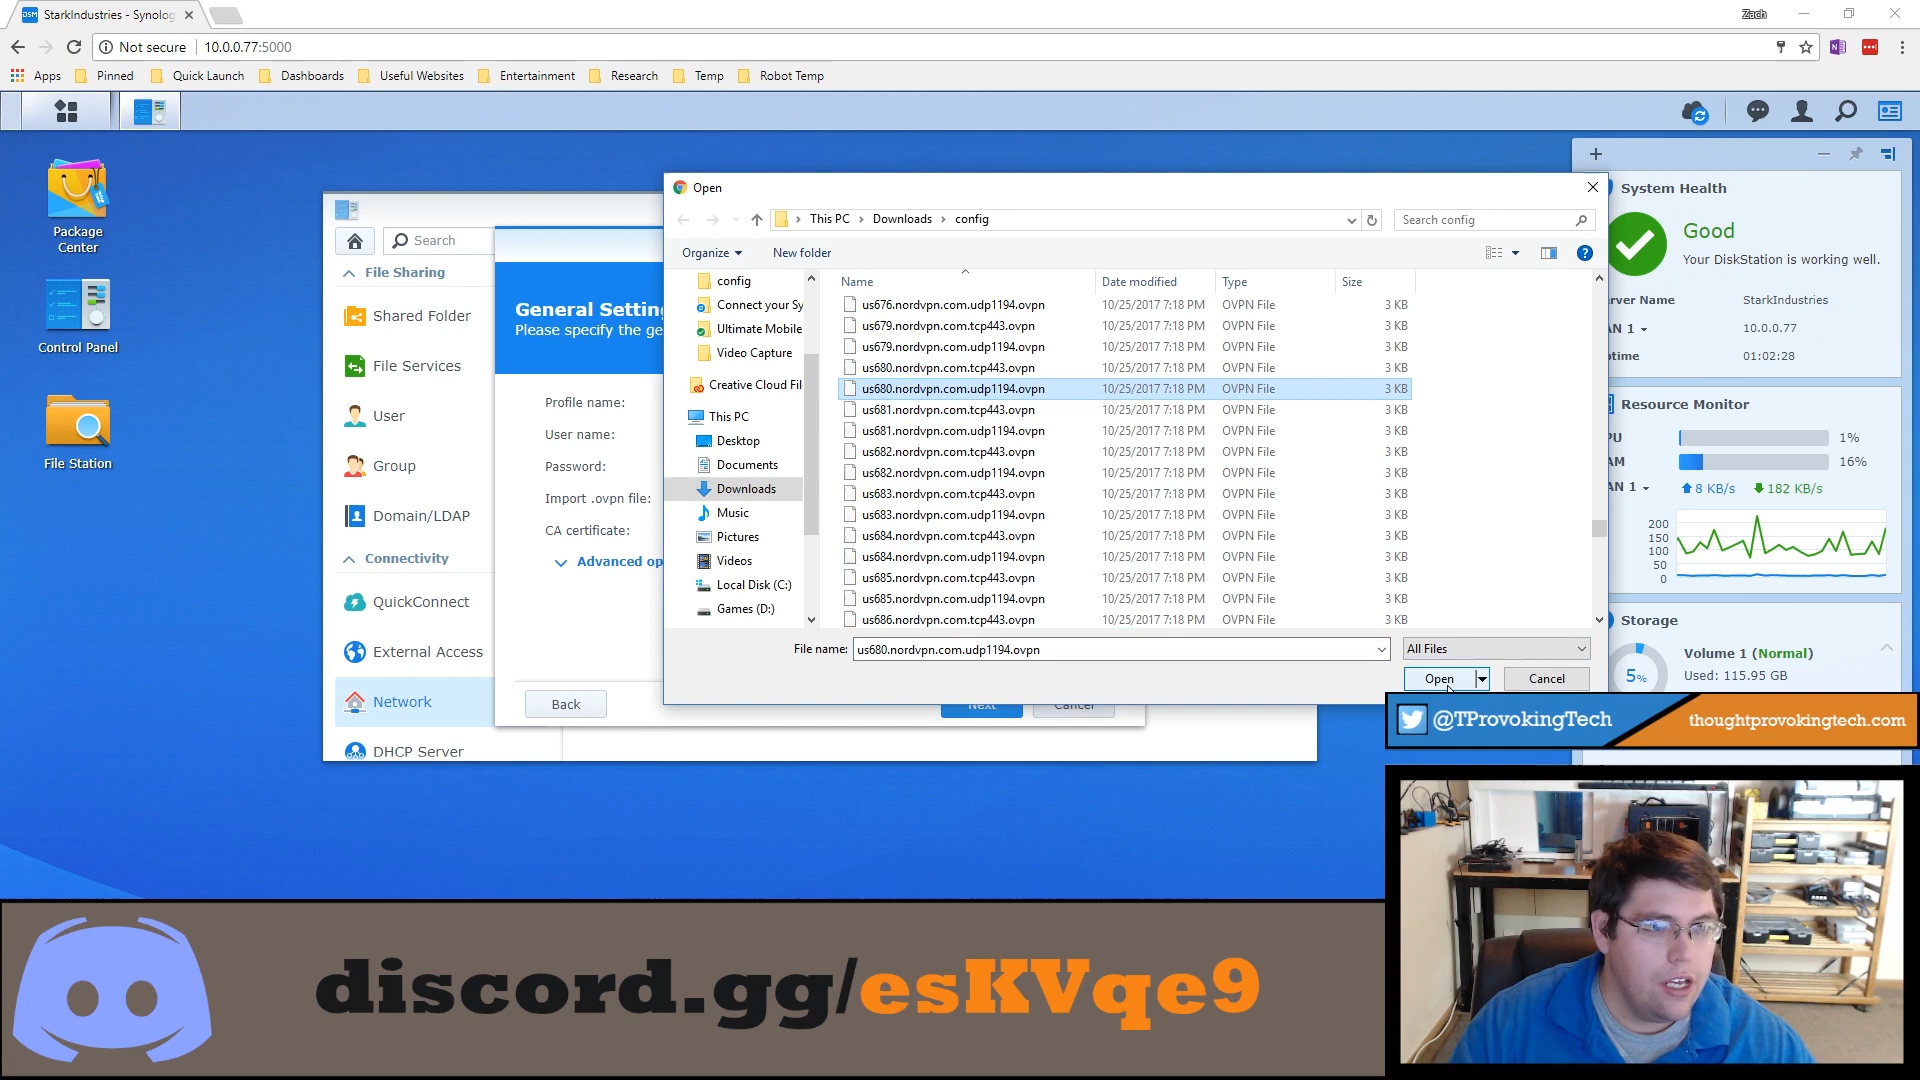 DSM StarkIndustries - Synolog
Zach
Not secure 10.0.0.77:5000
Apps Pinned Quick Launch Dashboards Useful Websites Entertainment Research Temp Robot Temp
Package
Center
Control Panel
File Station
Search
File Sharing
Shared Folder
File Services
User
Group
Domain/LDAP
Connectivity
QuickConnect
External Access
Network
DHCP Server
General Setting
Please specify the ge
Profile name:
User name:
Password:
Import .ovpn file:
CA certificate:
Advanced op
Back
Next
Cancel
Open
This PC Downloads config
Search config
Organize New folder
config
Connect your Sy
Ultimate Mobile
Video Capture
Creative Cloud Fil
This PC
Desktop
Documents
Downloads
Music
Pictures
Videos
Local Disk (C:)
Games (D:)
Name Date modified Type Size
us676.nordvpn.com.udp1194.ovpn 10/25/2017 7:18 PM OVPN File 3 KB
us679.nordvpn.com.tcp443.ovpn 10/25/2017 7:18 PM OVPN File 3 KB
us679.nordvpn.com.udp1194.ovpn 10/25/2017 7:18 PM OVPN File 3 KB
us680.nordvpn.com.tcp443.ovpn 10/25/2017 7:18 PM OVPN File 3 KB
us680.nordvpn.com.udp1194.ovpn 10/25/2017 7:18 PM OVPN File 3 KB
us681.nordvpn.com.tcp443.ovpn 10/25/2017 7:18 PM OVPN File 3 KB
us681.nordvpn.com.udp1194.ovpn 10/25/2017 7:18 PM OVPN File 3 KB
us682.nordvpn.com.tcp443.ovpn 10/25/2017 7:18 PM OVPN File 3 KB
us682.nordvpn.com.udp1194.ovpn 10/25/2017 7:18 PM OVPN File 3 KB
us683.nordvpn.com.tcp443.ovpn 10/25/2017 7:18 PM OVPN File 3 KB
us683.nordvpn.com.udp1194.ovpn 10/25/2017 7:18 PM OVPN File 3 KB
us684.nordvpn.com.tcp443.ovpn 10/25/2017 7:18 PM OVPN File 3 KB
us684.nordvpn.com.udp1194.ovpn 10/25/2017 7:18 PM OVPN File 3 KB
us685.nordvpn.com.tcp443.ovpn 10/25/2017 7:18 PM OVPN File 3 KB
us685.nordvpn.com.udp1194.ovpn 10/25/2017 7:18 PM OVPN File 3 KB
us686.nordvpn.com.tcp443.ovpn 10/25/2017 7:18 PM OVPN File 3 KB
File name: us680.nordvpn.com.udp1194.ovpn All Files
Open Cancel
System Health
Good
Your DiskStation is working well.
rver Name StarkIndustries
AN 1 10.0.0.77
ptime 01:02:28
Resource Monitor
PU 1%
AM 16%
AN 1 8 KB/s 182 KB/s
200
150
100
50
0
Storage
5%
Volume 1 (Normal)
Used: 115.95 GB
@TProvokingTech thoughtprovokingtech.com
discord.gg/esKVqe9